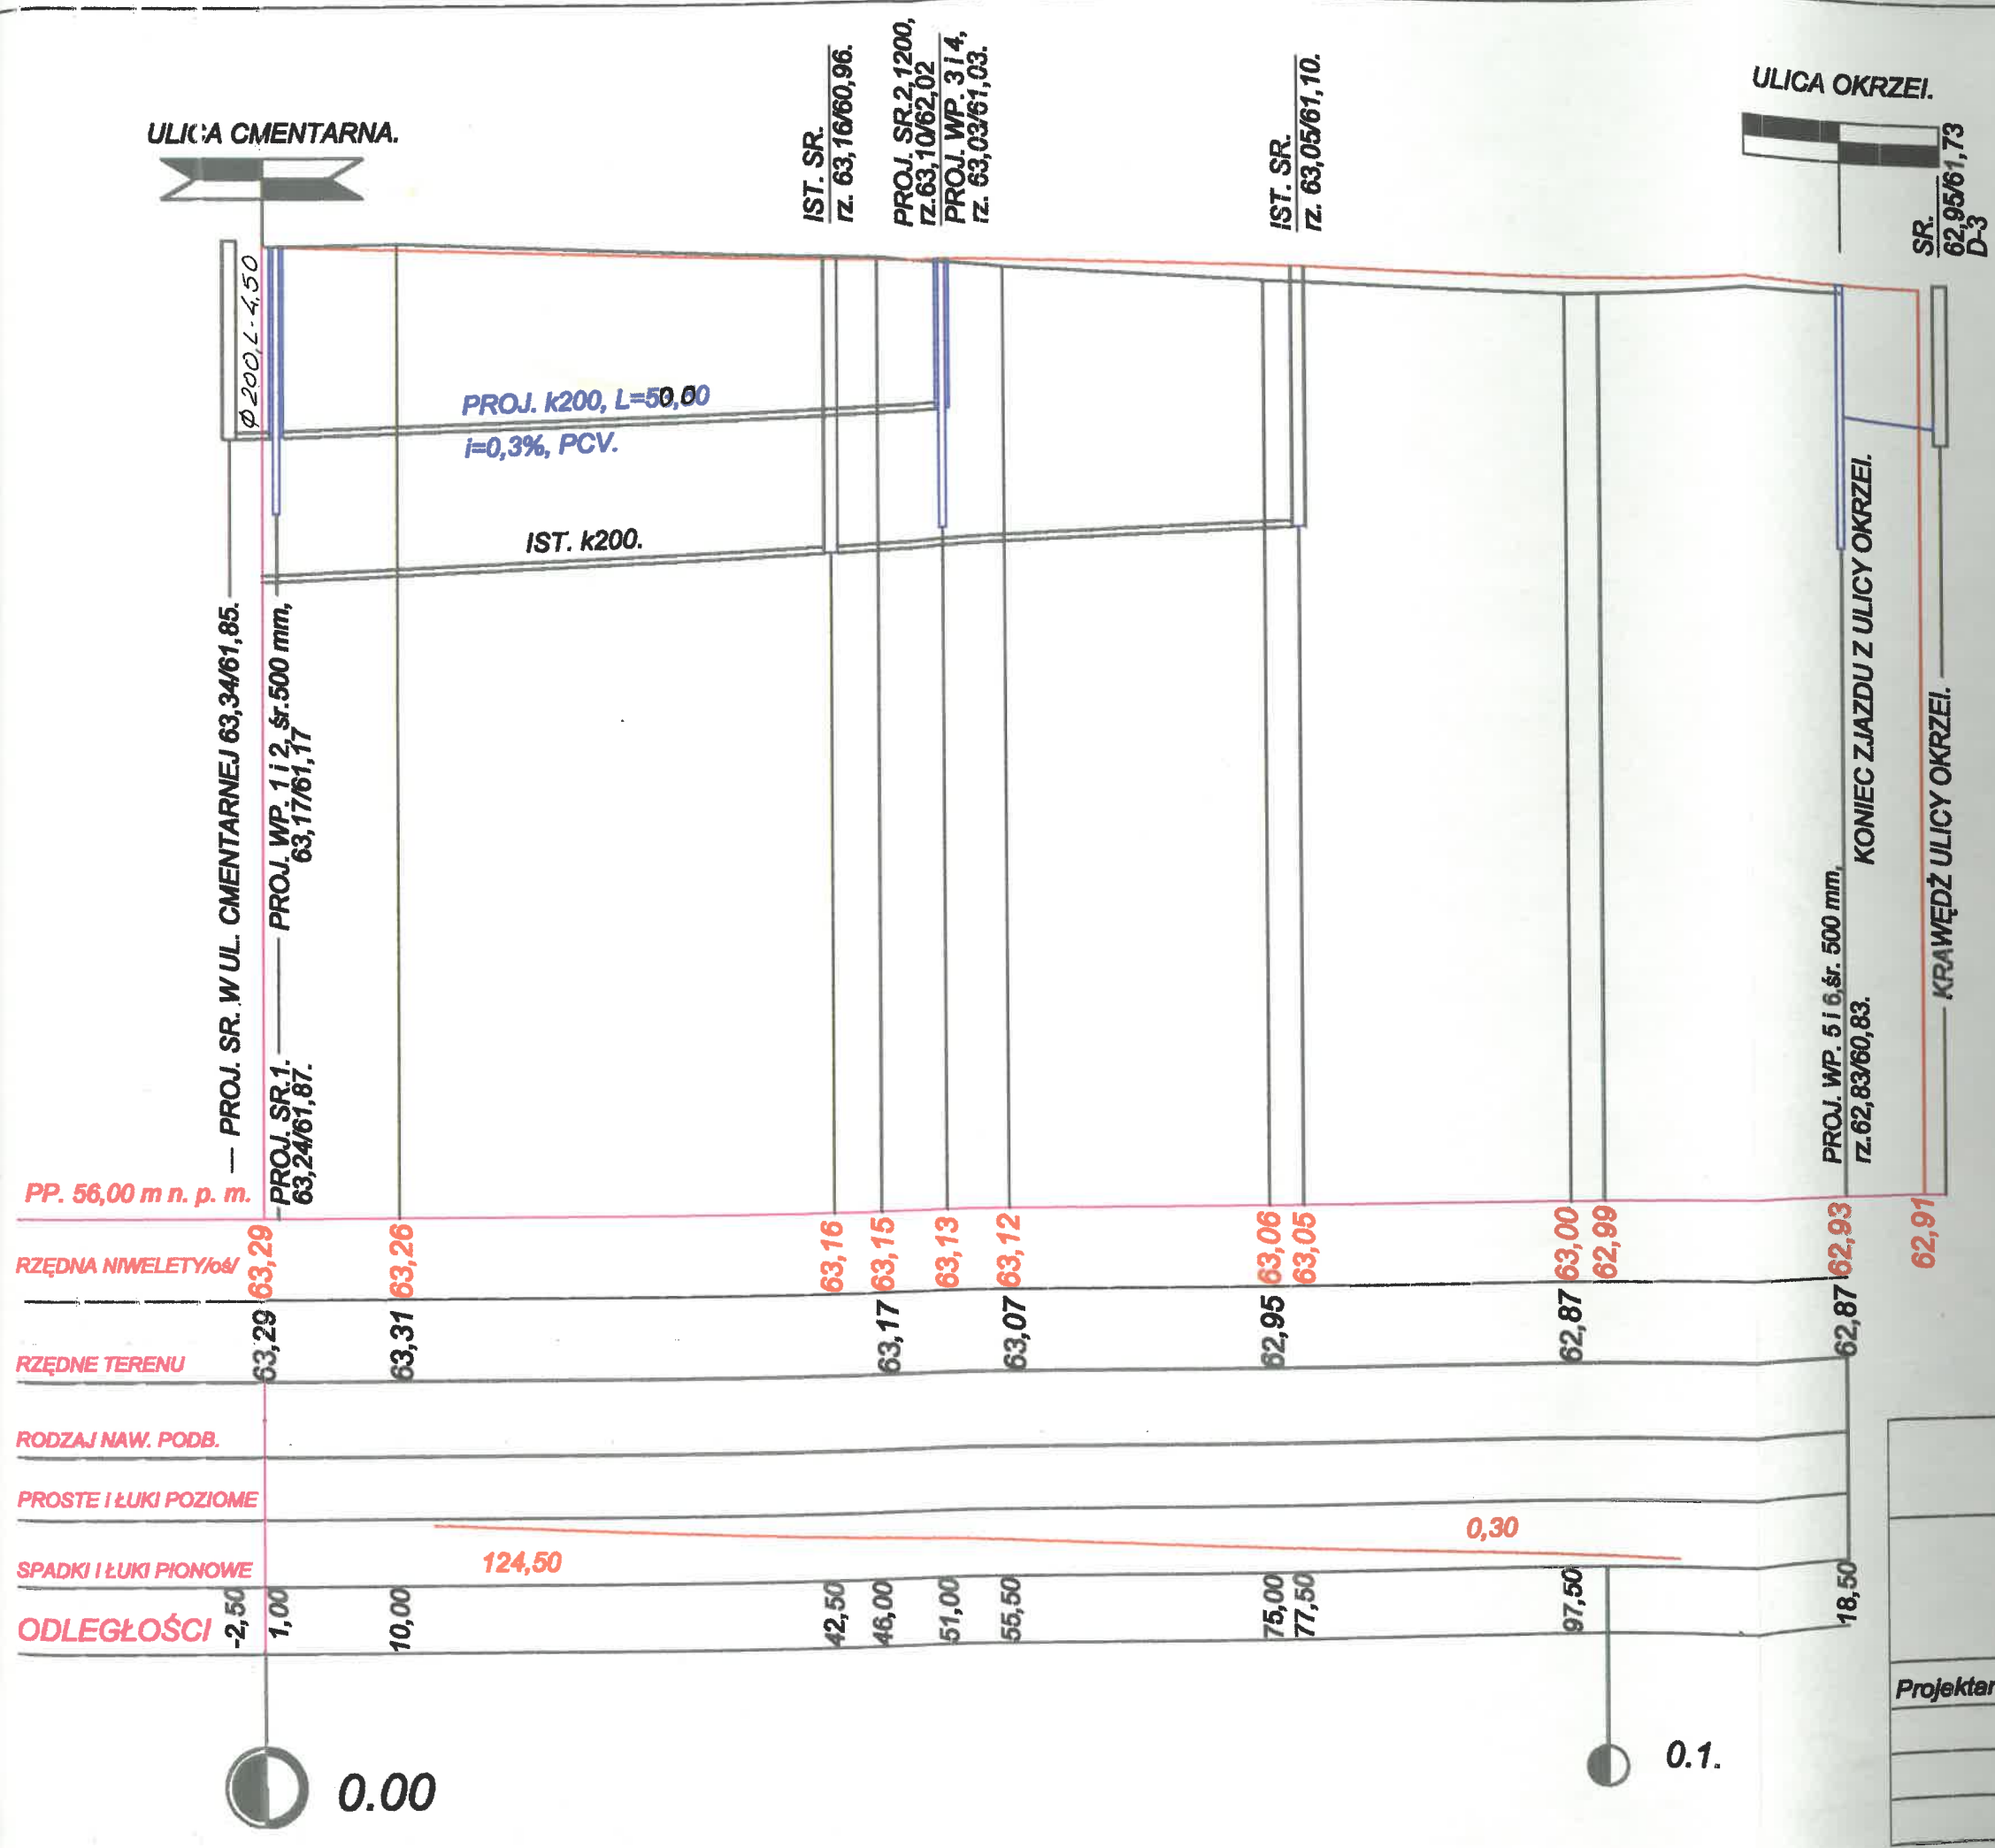 ULICA CMENTARNA.
ULICA OKRZEI.
IST. SR.
rz. 63,16/60,96.
PROJ. SR.2,1200,
rz.63,10/62,02
PROJ. WP. 3 i 4,
rz. 63,03/61,03.
IST. SR.
rz. 63,05/61,10.
SR.
62,95/61,73
D-3
Ø200, L-4,50
PROJ. k200, L=50,00
i=0,3%, PCV.
IST. k200.
PROJ. SR. W UL. CMENTARNEJ 63,34/61,85.
PROJ. SR.1.
63,24/61,87.
PROJ. WP. 1 i 2, śr.500 mm,
63,17/61,17
PROJ. WP. 5 i 6,śr. 500 mm,
rz.62,83/60,83.
KONIEC ZJAZDU Z ULICY OKRZEI.
KRAWĘDŹ ULICY OKRZEI.
PP. 56,00 m n. p. m.
RZĘDNA NIWELETY/oś/ 63,29 63,26 63,16 63,15 63,13 63,12 63,06 63,05 63,00 62,99 62,93 62,91
RZĘDNE TERENU 63,29 63,31 63,17 63,07 62,95 62,87 62,87
RODZAJ NAW. PODB.
PROSTE I ŁUKI POZIOME
SPADKI I ŁUKI PIONOWE 124,50 0,30
ODLEGŁOŚCI -2,50 1,00 10,00 42,50 46,00 51,00 55,50 75,00 77,50 97,50 18,50
0.00
0.1.
Projektan